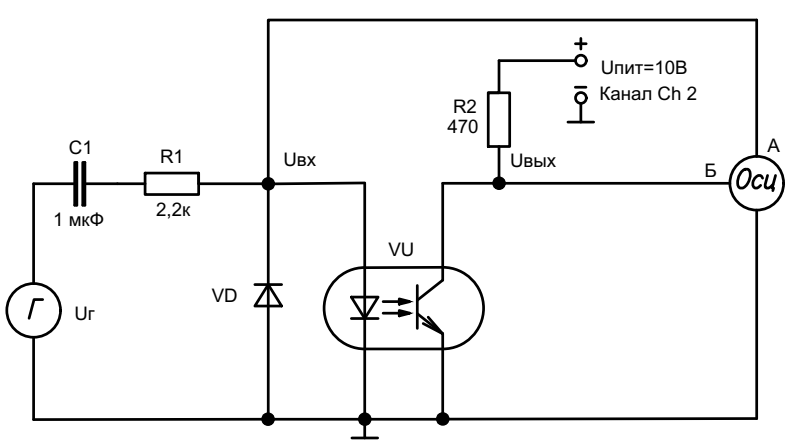 +
Uпит=10В
–
Канал Ch 2
R2
470
А
C1
R1
Uвх
Uвых
Б
Осц
1 мкФ
2,2к
VU
VD
Г
Uг